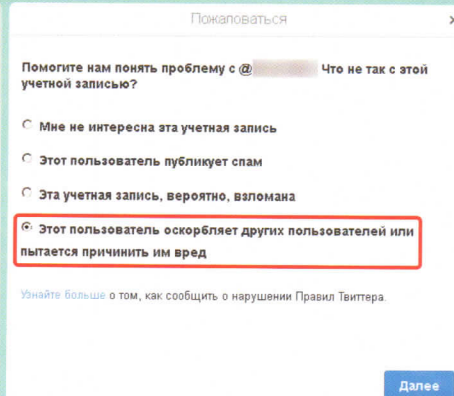 Пожаловаться
Помогите нам понять проблему с @ Что не так с этой
учетной записью?
Мне не интересна эта учетная запись
Этот пользователь публикует спам
Эта учетная запись, вероятно, взломана
Этот пользователь оскорбляет других пользователей или
пытается причинить им вред
Узнайте больше о том, как сообщить о нарушении Правил Твиттера.
Далее